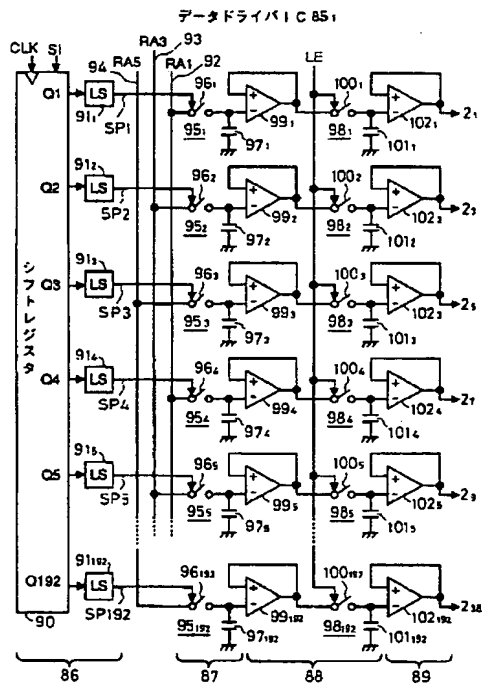 データドライバIC 85₁
CLK SI 94 RA5 RA3 93 RA1 92 LE
Q1 LS 91₁ SP1 96₁ 95₁ 97₁ 99₁ 100₁ 98₁ 101₁ 102₁ 2₁
Q2 LS 91₂ SP2 96₂ 95₂ 97₂ 99₂ 100₂ 98₂ 101₂ 102₂ 2₃
シフトレジスタ
Q3 LS 91₃ SP3 96₃ 95₃ 97₃ 99₃ 100₃ 98₃ 101₃ 102₃ 2₅
Q4 LS 91₄ SP4 96₄ 95₄ 97₄ 99₄ 100₄ 98₄ 101₄ 102₄ 2₇
Q5 LS 91₅ SP5 96₅ 95₅ 97₅ 99₅ 100₅ 98₅ 101₅ 102₅ 2₉
Q192 LS 91₁₉₂ SP192 96₁₉₂ 95₁₉₂ 97₁₉₂ 99₁₉₂ 100₁₉₂ 98₁₉₂ 101₁₉₂ 102₁₉₂
90
86 87 88 89